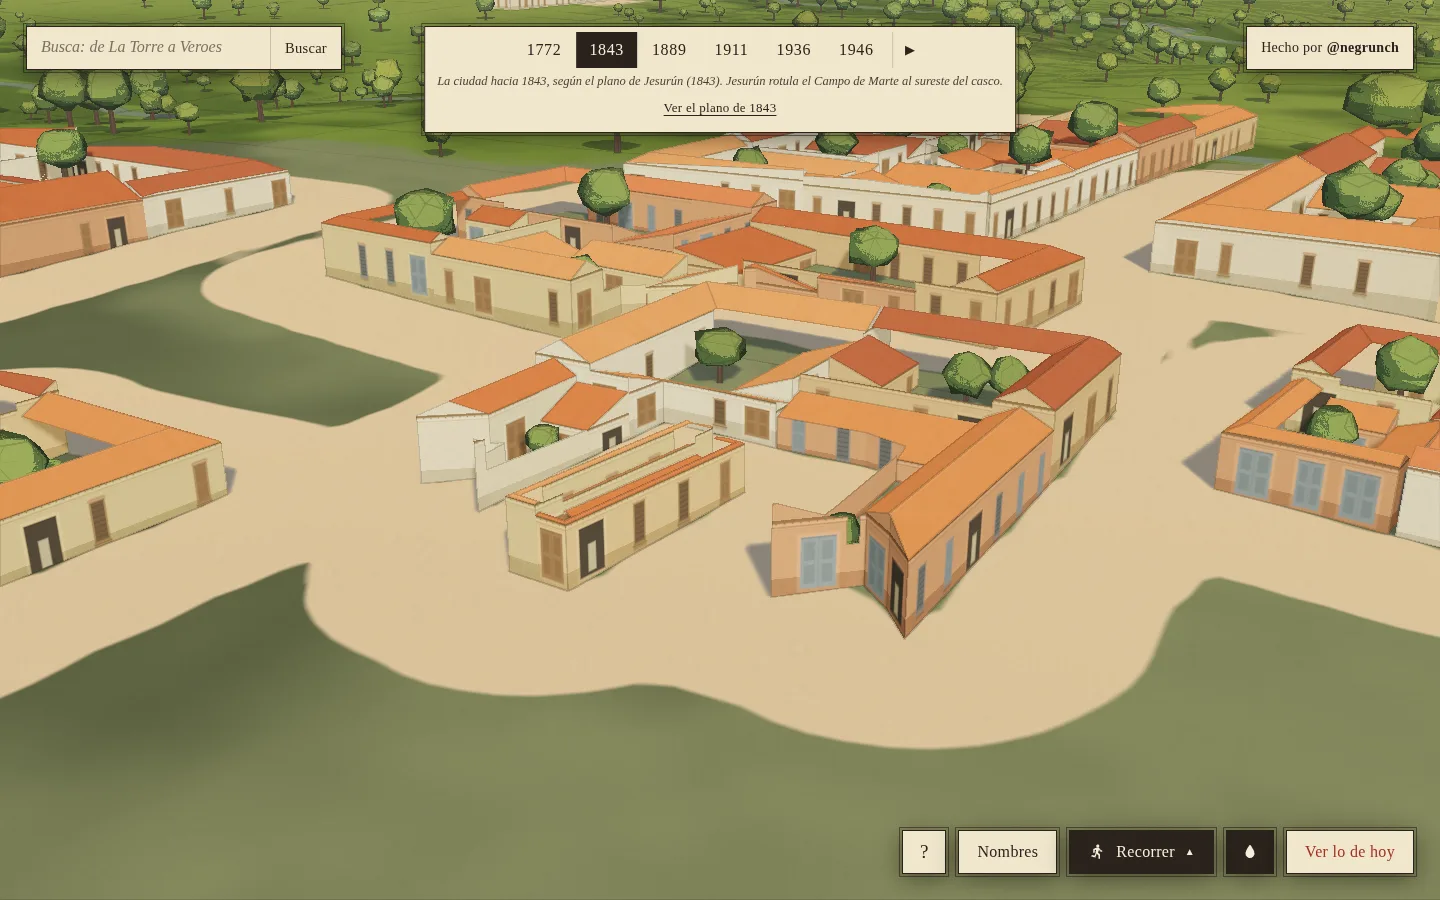 Busca: de La Torre a Veroes
Buscar
1772 1843 1889 1911 1936 1946
La ciudad hacia 1843, según el plano de Jesurún (1843). Jesurún rotula el Campo de Marte al sureste del casco.
Ver el plano de 1843
Hecho por @negrunch
?
Nombres
Recorrer
Ver lo de hoy